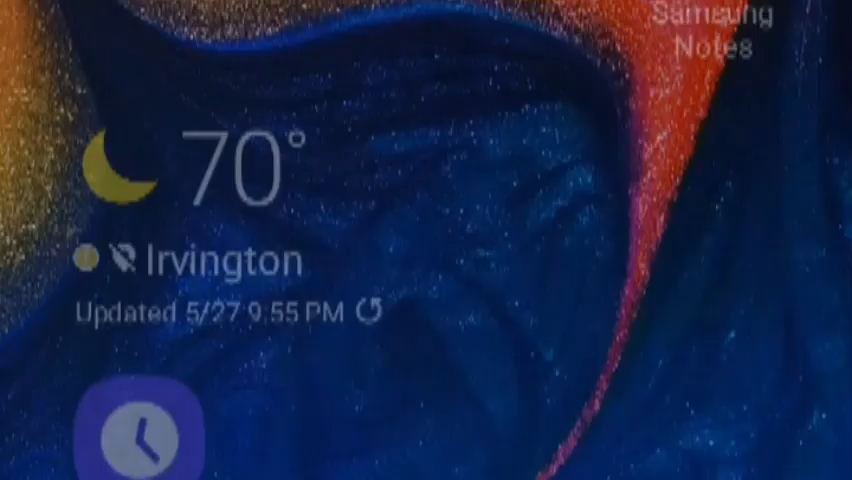 Samsung
Notes
70°
Irvington
Updated 5/27 9:55 PM